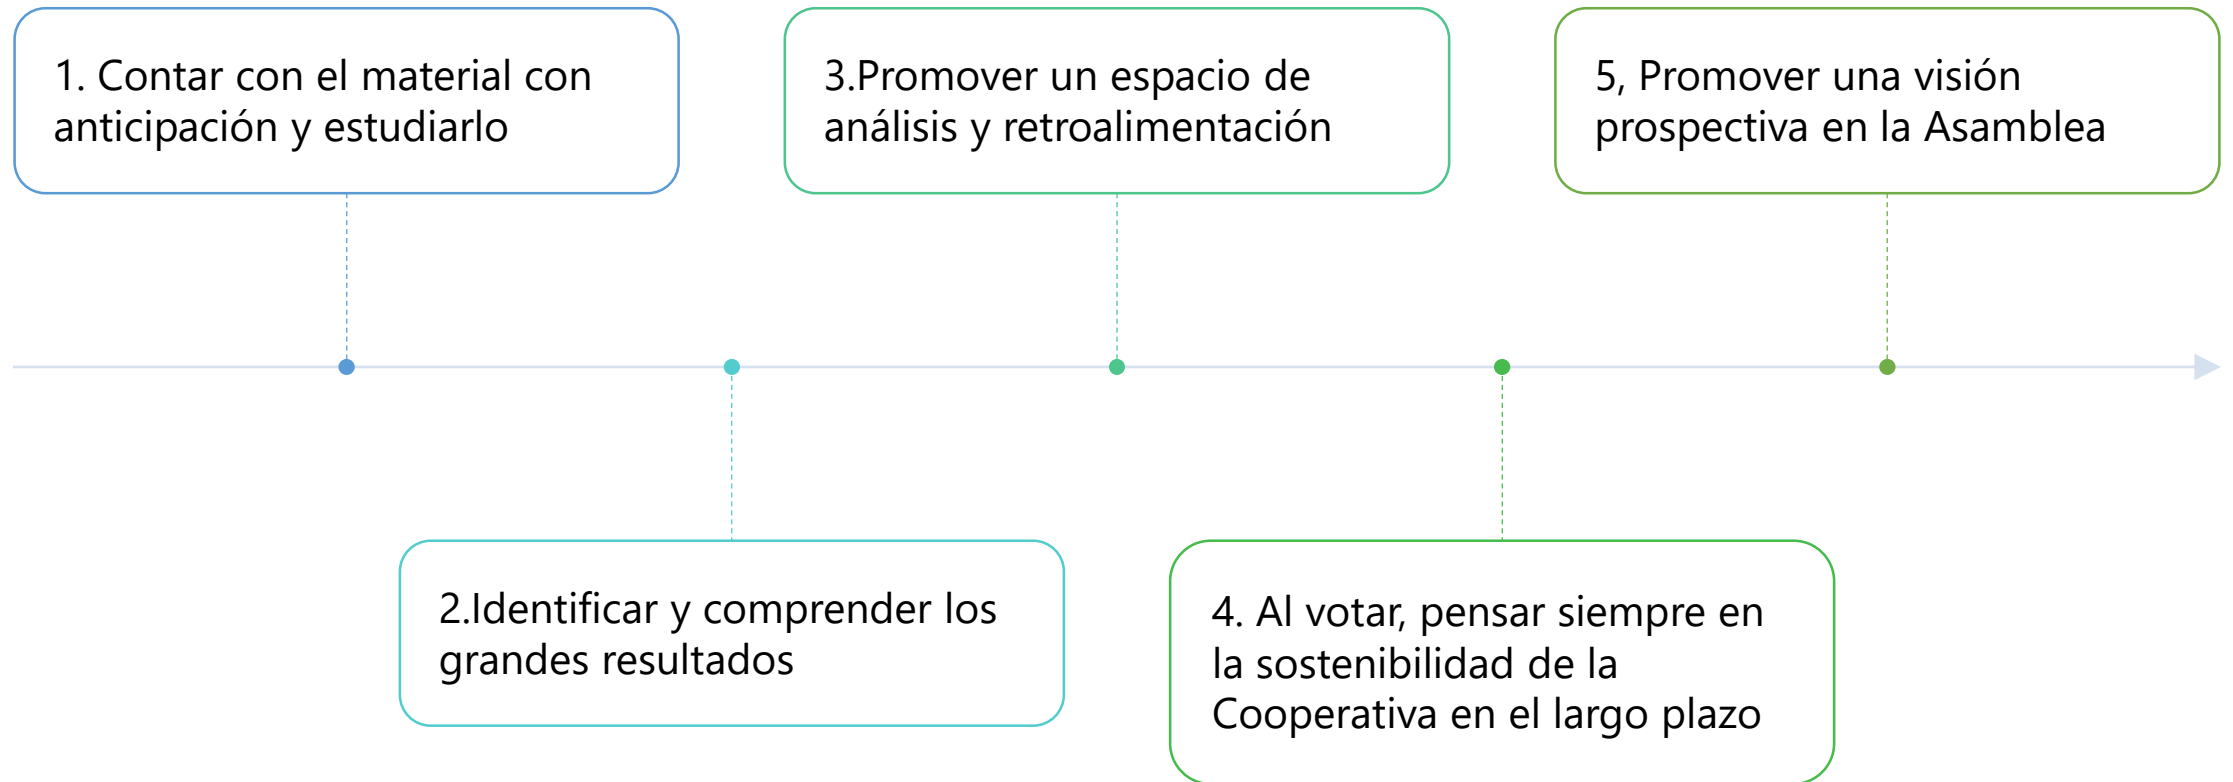 1. Contar con el material con
anticipación y estudiarlo
2.Identificar y comprender los
grandes resultados
3.Promover un espacio de
análisis y retroalimentación
4. Al votar, pensar siempre en
la sostenibilidad de la
Cooperativa en el largo plazo
5, Promover una visión
prospectiva en la Asamblea